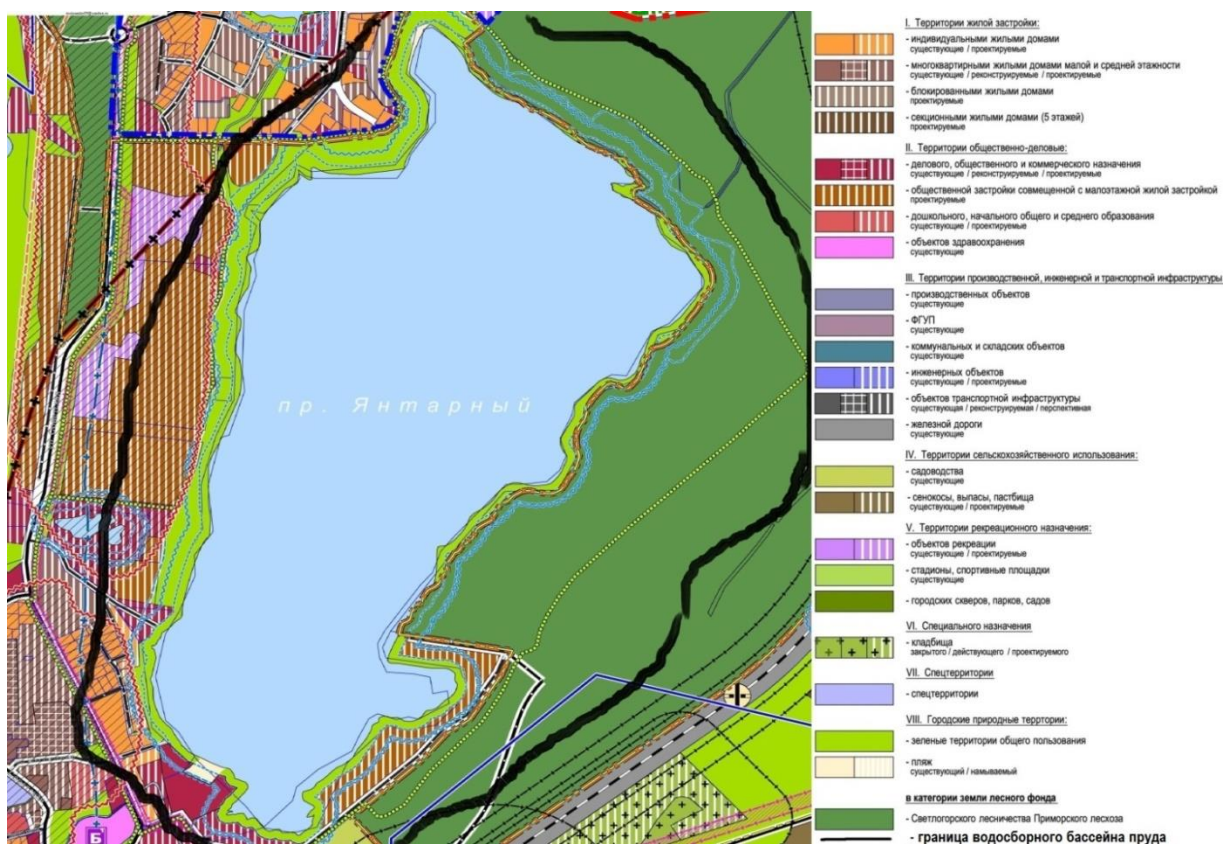 пр. Янтарный
Б
I. Территории жилой застройки:
- индивидуальными жилыми домами
существующие / проектируемые
- многоквартирными жилыми домами малой и средней этажности
существующие / реконструируемые / проектируемые
- блокированными жилыми домами
проектируемые
- секционными жилыми домами (5 этажей)
проектируемые
II. Территории общественно-деловые:
- делового, общественного и коммерческого назначения
существующие / реконструируемые / проектируемые
- общественной застройки совмещенной с малоэтажной жилой застройкой
проектируемые
- дошкольного, начального общего и среднего образования
существующие / проектируемые
- объектов здравоохранения
существующие
III. Территории производственной, инженерной и транспортной инфраструктуры
- производственных объектов
существующие
- ФГУП
существующие
- коммунальных и складских объектов
существующие
- инженерных объектов
существующие / проектируемые
- объектов транспортной инфраструктуры
существующая / реконструируемая / перспективная
- железной дороги
существующие
IV. Территории сельскохозяйственного использования:
- садоводства
существующие
- сенокосы, выпасы, пастбища
существующие / проектируемые
V. Территории рекреационного назначения:
- объектов рекреации
существующие / проектируемые
- стадионы, спортивные площадки
существующие
- городских скверов, парков, садов
VI. Специального назначения
- кладбища
закрытого / действующего / проектируемого
VII. Спецтерритории
- спецтерритории
VIII. Городские природные терртории:
- зеленые территории общего пользования
- пляж
существующий / намываемый
в категории земли лесного фонда
- Светлогорского лесничества Приморского лесхоза
- граница водосборного бассейна пруда